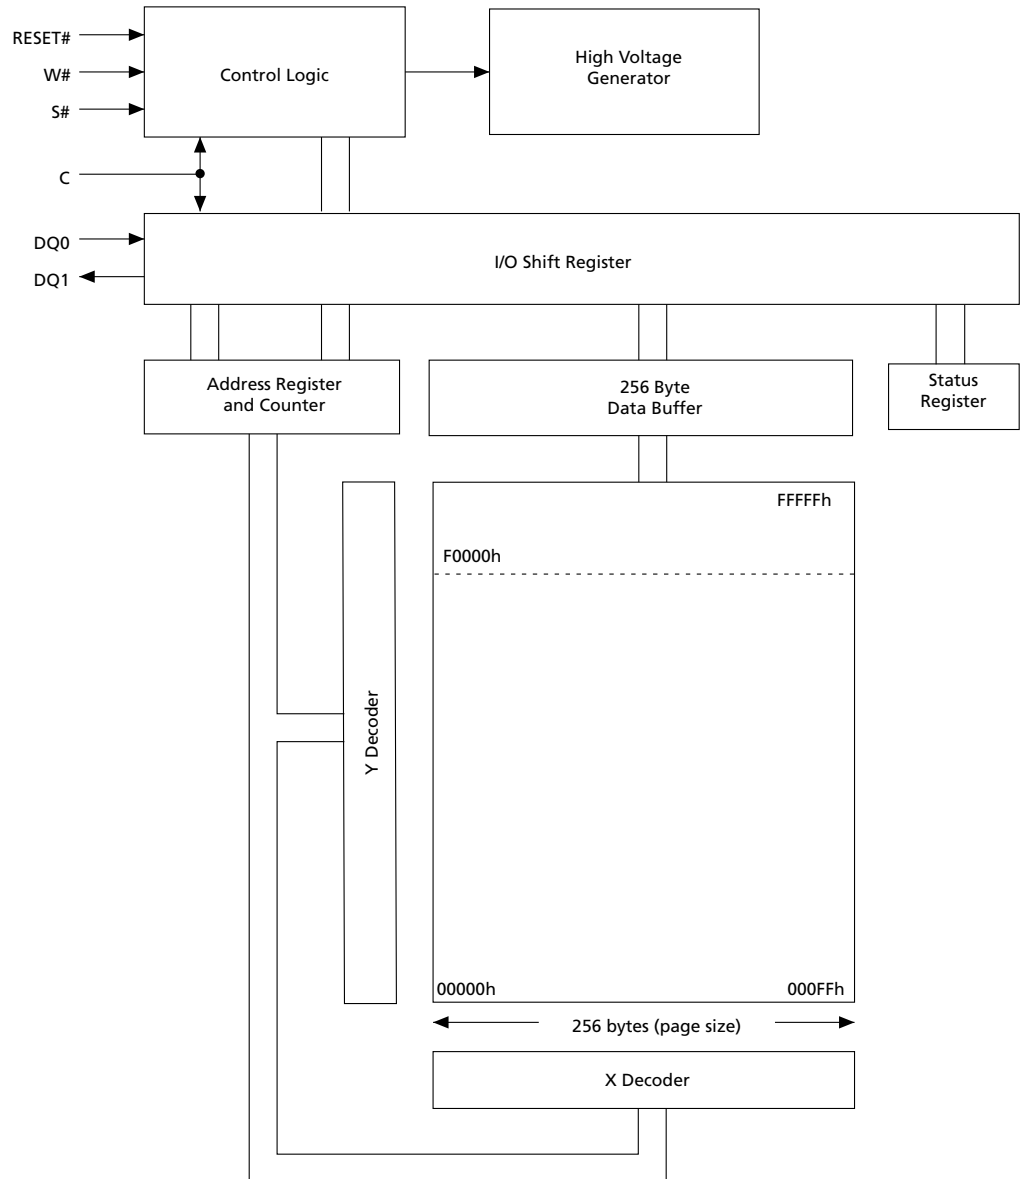 RESET#
W#
S#
C
DQ0
DQ1
Control Logic
High Voltage
Generator
I/O Shift Register
Address Register
and Counter
256 Byte
Data Buffer
Status
Register
Y Decoder
FFFFFh
F0000h
00000h
000FFh
256 bytes (page size)
X Decoder